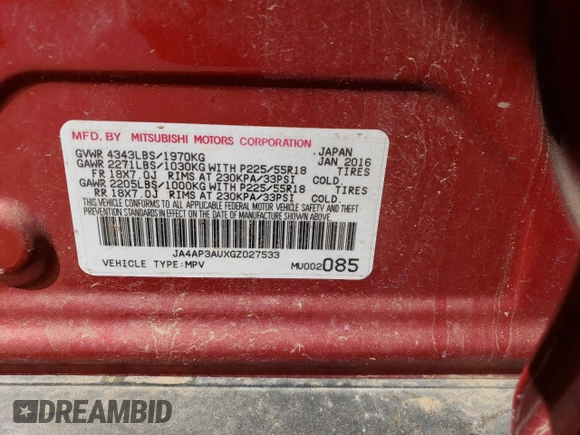 MFD. BY MITSUBISHI MOTORS CORPORATION
JAPAN
GVWR 4343LBS/1970KG JAN 2016
GAWR 2271LBS/1030KG WITH P225/55R18 TIRES
FR 18X7.0J RIMS AT 230KPA/33PSI COLD.
GAWR 2205LBS/1000KG WITH P225/55R18 TIRES
RR 18X7.0J RIMS AT 230KPA/33PSI COLD.
THIS VEHICLE CONFORMS TO ALL APPLICABLE FEDERAL MOTOR VEHICLE SAFETY AND THEFT
PREVENTION STANDARDS IN EFFECT ON THE DATE OF MANUFACTURE SHOWN ABOVE.
JA4AP3AUXGZ027533
VEHICLE TYPE:MPV MU002085
DREAMBID